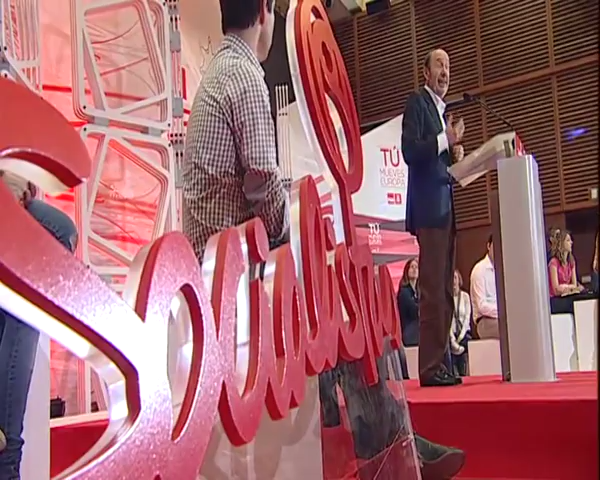 Socialistas
TÚ
MUEVES
EUROPA
TÚ